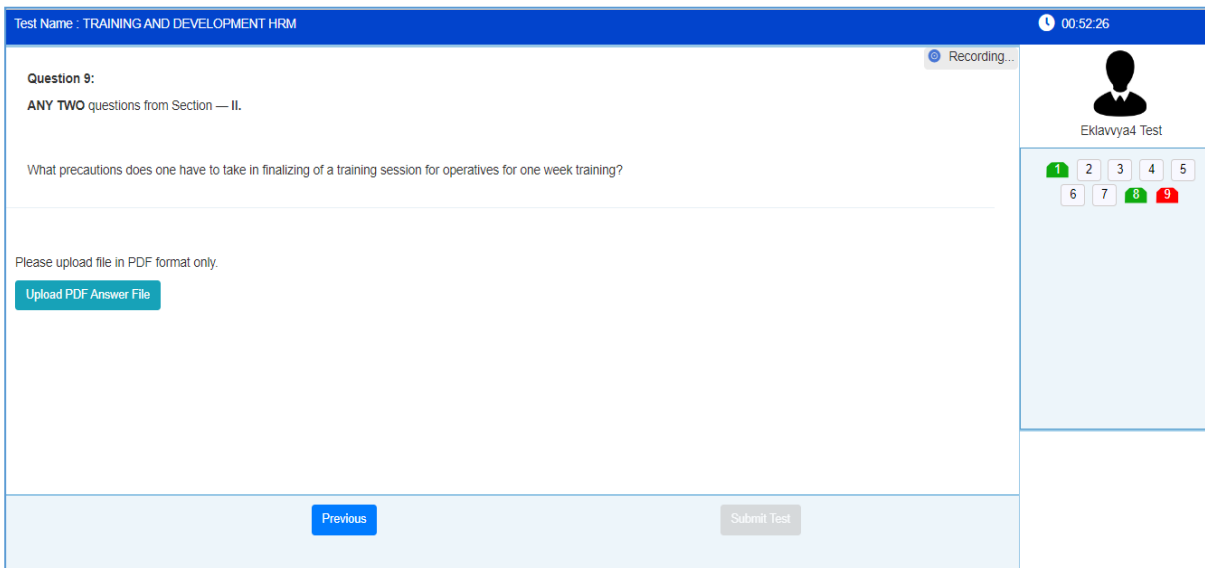 Test Name : TRAINING AND DEVELOPMENT HRM
00:52:26
Recording...
Question 9:
ANY TWO questions from Section — II.
Eklavvya4 Test
What precautions does one have to take in finalizing of a training session for operatives for one week training?
1 2 3 4 5
6 7 8 9
Please upload file in PDF format only.
Upload PDF Answer File
Previous
Submit Test